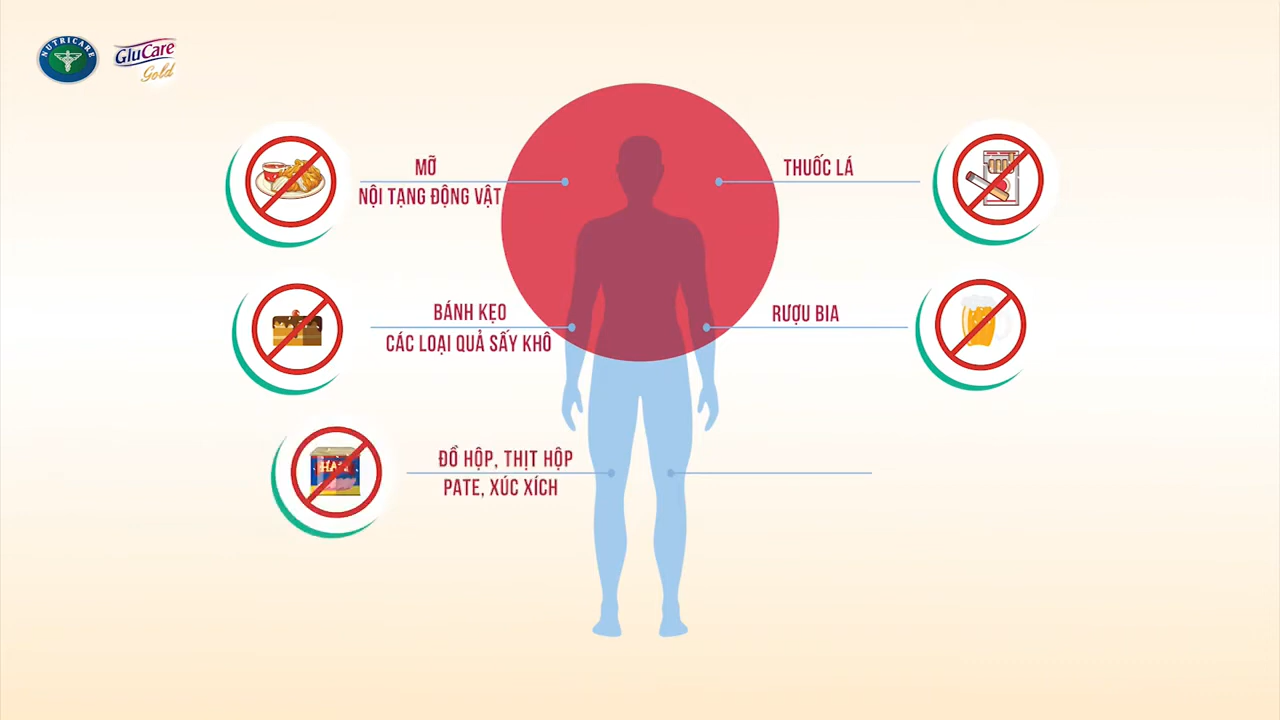 NUTRICARE
GluCare
Gold
MỠ
NỘI TẠNG ĐỘNG VẬT
THUỐC LÁ
BÁNH KẸO
CÁC LOẠI QUẢ SẤY KHÔ
RƯỢU BIA
ĐỒ HỘP, THỊT HỘP
PATE, XÚC XÍCH
HAM